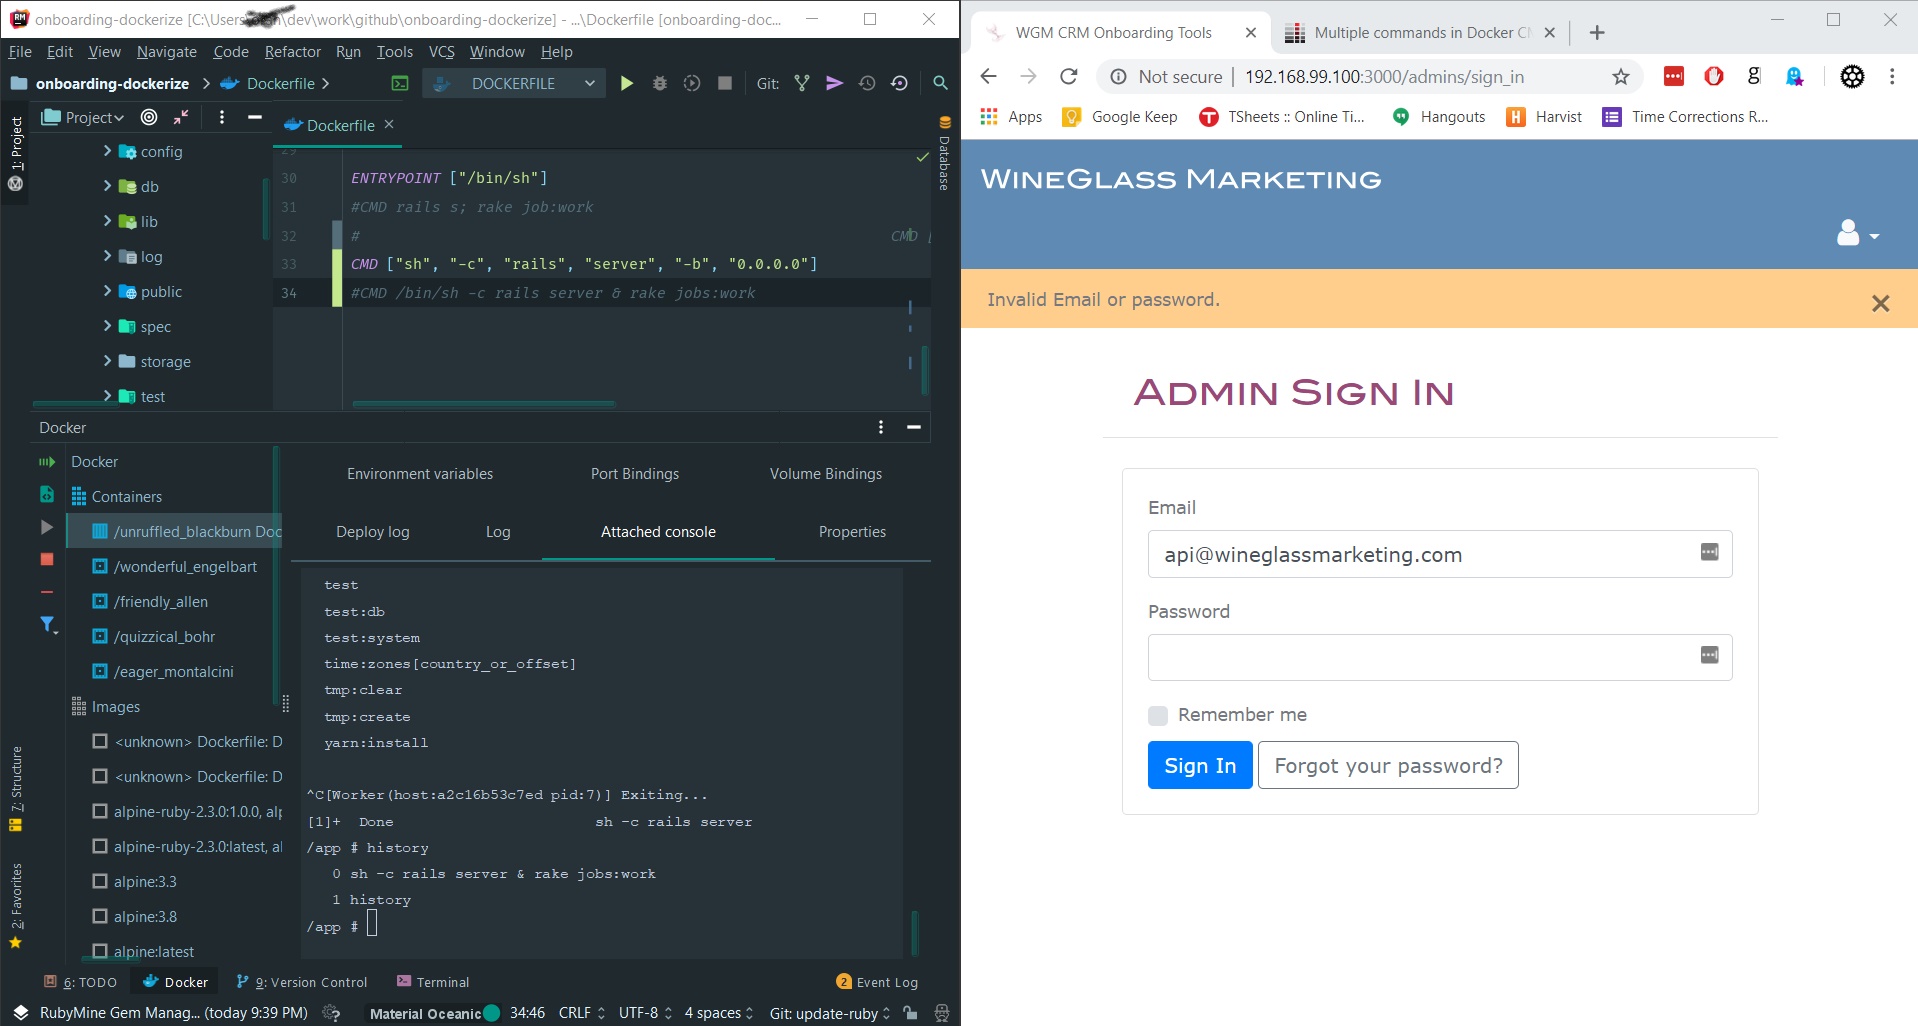 onboarding-dockerize [C:\Users\ \dev\work\github\onboarding-dockerize] - ...\Dockerfile [onboarding-doc...
File Edit View Navigate Code Refactor Run Tools VCS Window Help
onboarding-dockerize Dockerfile DOCKERFILE Git:
1: Project
Project
Dockerfile
Database
config
db
lib
log
public
spec
storage
test
29
30 ENTRYPOINT ["/bin/sh"]
31 #CMD rails s; rake job:work
32 # CMD [
33 CMD ["sh", "-c", "rails", "server", "-b", "0.0.0.0"]
34 #CMD /bin/sh -c rails server & rake jobs:work
Docker
Docker
Containers
/unruffled_blackburn Doc
/wonderful_engelbart
/friendly_allen
/quizzical_bohr
/eager_montalcini
Images
<unknown> Dockerfile: D
<unknown> Dockerfile: D
alpine-ruby-2.3.0:1.0.0, alp
alpine-ruby-2.3.0:latest, al
alpine:3.3
alpine:3.8
alpine:latest
Environment variables Port Bindings Volume Bindings
Deploy log Log Attached console Properties
test
test:db
test:system
time:zones[country_or_offset]
tmp:clear
tmp:create
yarn:install
^C[Worker(host:a2c16b53c7ed pid:7)] Exiting...
[1]+ Done sh -c rails server
/app # history
0 sh -c rails server & rake jobs:work
1 history
/app #
7: Structure
2: Favorites
6: TODO Docker 9: Version Control Terminal 2 Event Log
RubyMine Gem Manag... (today 9:39 PM) Material Oceanic 34:46 CRLF UTF-8 4 spaces Git: update-ruby
WGM CRM Onboarding Tools Multiple commands in Docker CM
Not secure 192.168.99.100:3000/admins/sign_in
Apps Google Keep TSheets :: Online Ti... Hangouts Harvist Time Corrections R...
WineGlass Marketing
Invalid Email or password.
Admin Sign In
Email
api@wineglassmarketing.com
Password
Remember me
Sign In Forgot your password?